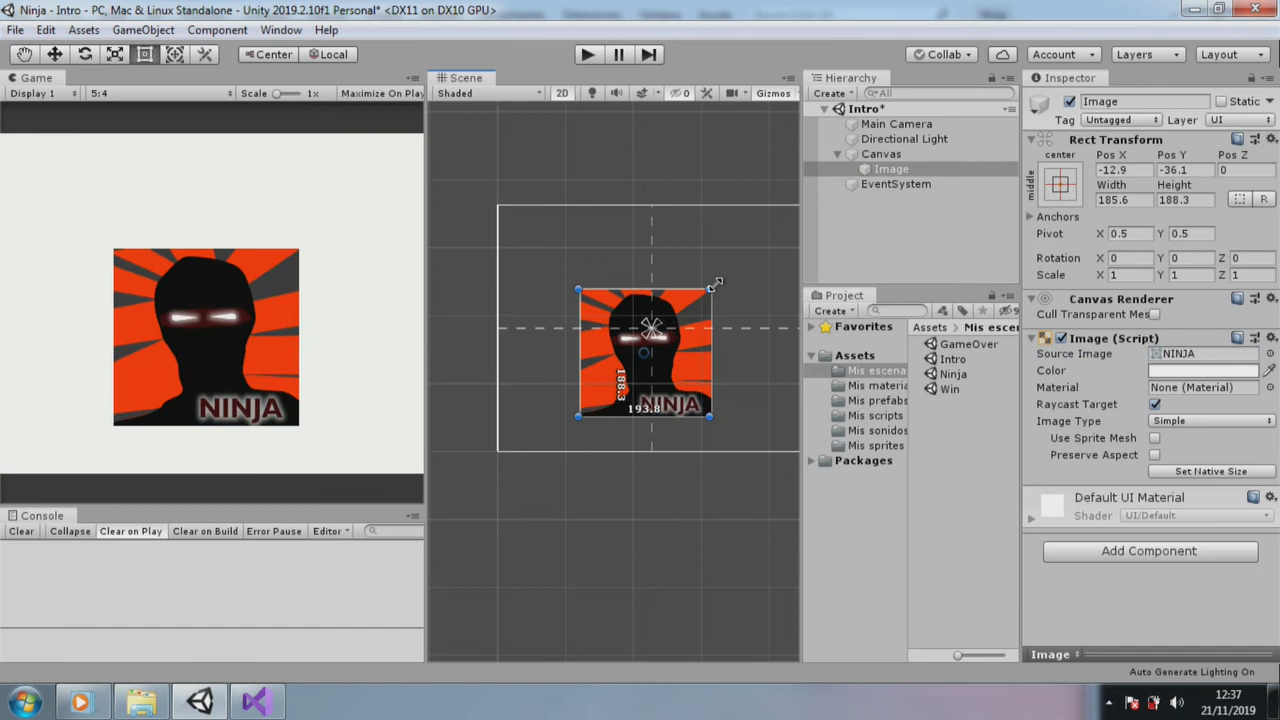 Ninja - Intro - PC, Mac & Linux Standalone - Unity 2019.2.10f1 Personal* <DX11 on DX10 GPU>
File Edit Assets GameObject Component Window Help
Center Local Collab Account Layers Layout
Game
Display 1 5:4 Scale 1x Maximize On Play
NINJA
Console
Clear Collapse Clear on Play Clear on Build Error Pause Editor
Scene
Shaded 2D 0 Gizmos
188.3
193.8
NINJA
Hierarchy
Create All
Intro*
Main Camera
Directional Light
Canvas
Image
EventSystem
Project
Create 9
Favorites
Assets
Mis escena
Mis materia
Mis prefabs
Mis scripts
Mis sonidos
Mis sprites
Packages
Assets Mis escen
GameOver
Intro
Ninja
Win
Inspector
Image Static
Tag Untagged Layer UI
Rect Transform
center
middle
Pos X Pos Y Pos Z
-12.9 -36.1 0
Width Height
185.6 188.3 R
Anchors
Pivot X 0.5 Y 0.5
Rotation X 0 Y 0 Z 0
Scale X 1 Y 1 Z 1
Canvas Renderer
Cull Transparent Mes
Image (Script)
Source Image NINJA
Color
Material None (Material)
Raycast Target
Image Type Simple
Use Sprite Mesh
Preserve Aspect
Set Native Size
Default UI Material
Shader UI/Default
Add Component
Image
Auto Generate Lighting On
12:37
21/11/2019